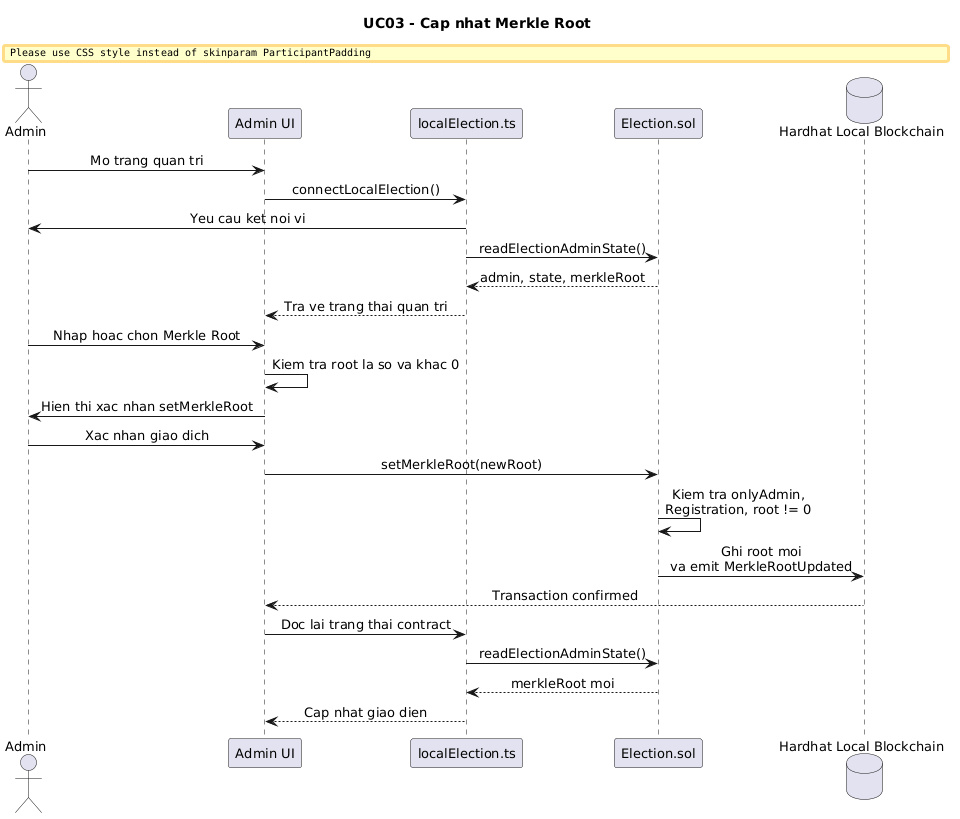 UC03 - Cap nhat Merkle Root
Please use CSS style instead of skinparam ParticipantPadding
Admin
Admin UI
localElection.ts
Election.sol
Hardhat Local Blockchain
Mo trang quan tri
connectLocalElection()
Yeu cau ket noi vi
readElectionAdminState()
admin, state, merkleRoot
Tra ve trang thai quan tri
Nhap hoac chon Merkle Root
Kiem tra root la so va khac 0
Hien thi xac nhan setMerkleRoot
Xac nhan giao dich
setMerkleRoot(newRoot)
Kiem tra onlyAdmin,
Registration, root != 0
Ghi root moi
va emit MerkleRootUpdated
Transaction confirmed
Doc lai trang thai contract
readElectionAdminState()
merkleRoot moi
Cap nhat giao dien
Admin
Admin UI
localElection.ts
Election.sol
Hardhat Local Blockchain